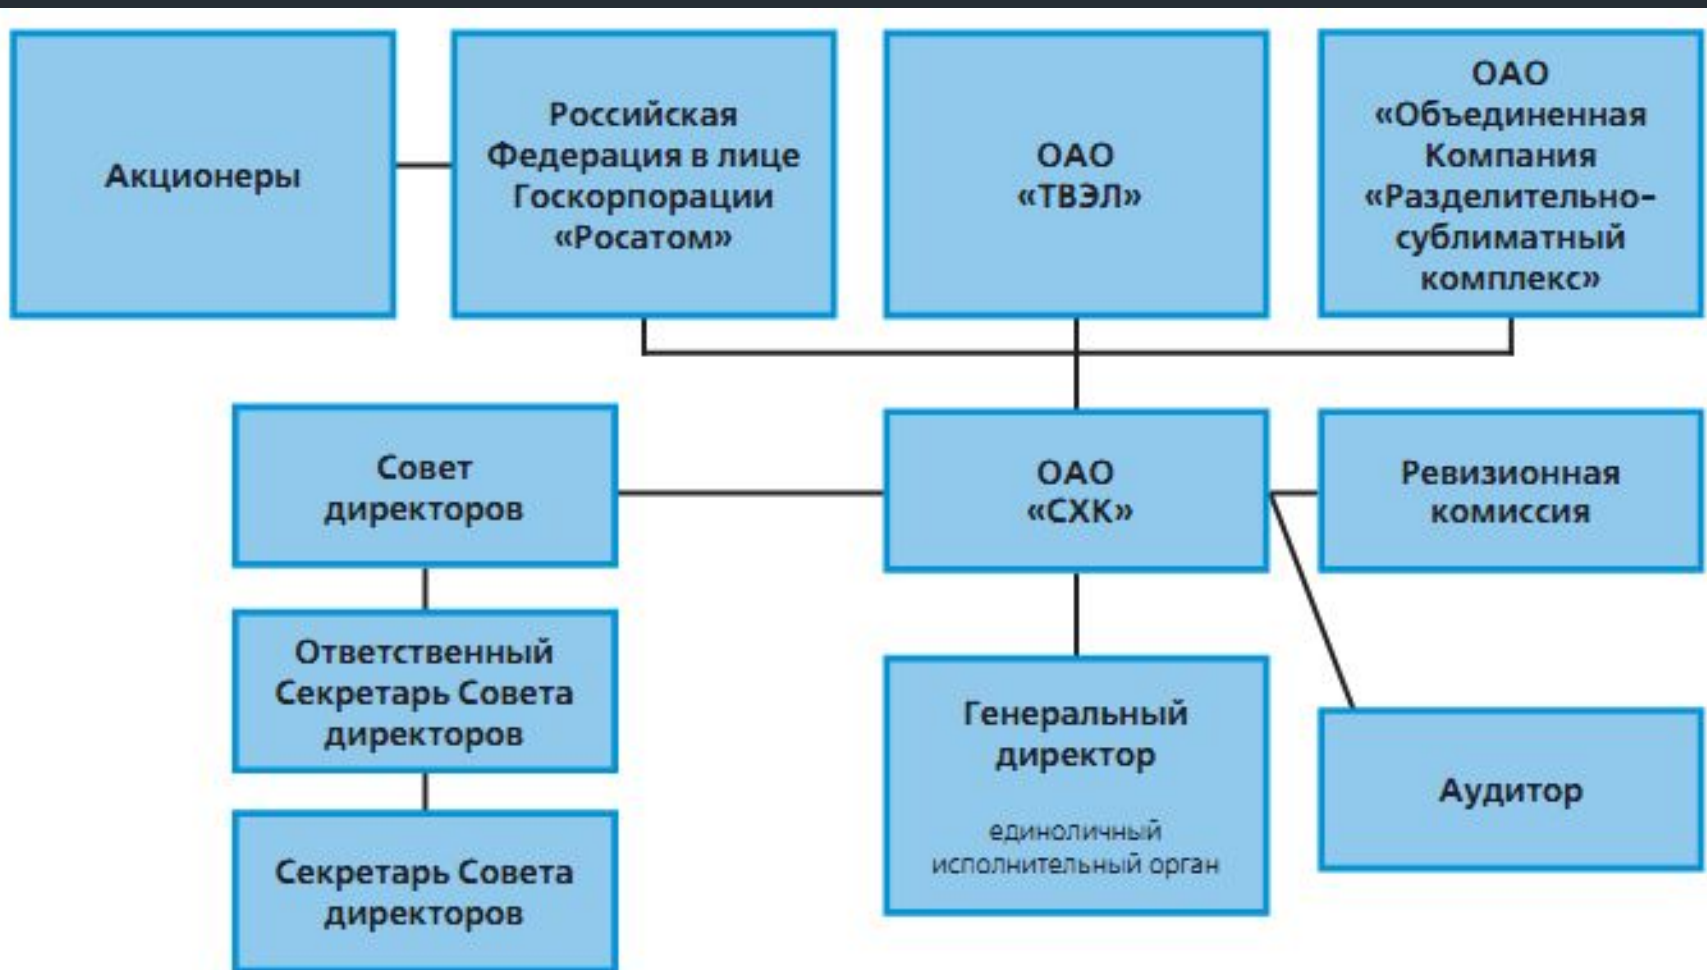 Акционеры
Российская
Федерация в лице
Госкорпорации
«Росатом»
ОАО
«ТВЭЛ»
ОАО
«Объединенная
Компания
«Разделительно-
сублиматный
комплекс»
Совет
директоров
ОАО
«СХК»
Ревизионная
комиссия
Ответственный
Секретарь Совета
директоров
Генеральный
директор
единоличный
исполнительный орган
Аудитор
Секретарь Совета
директоров